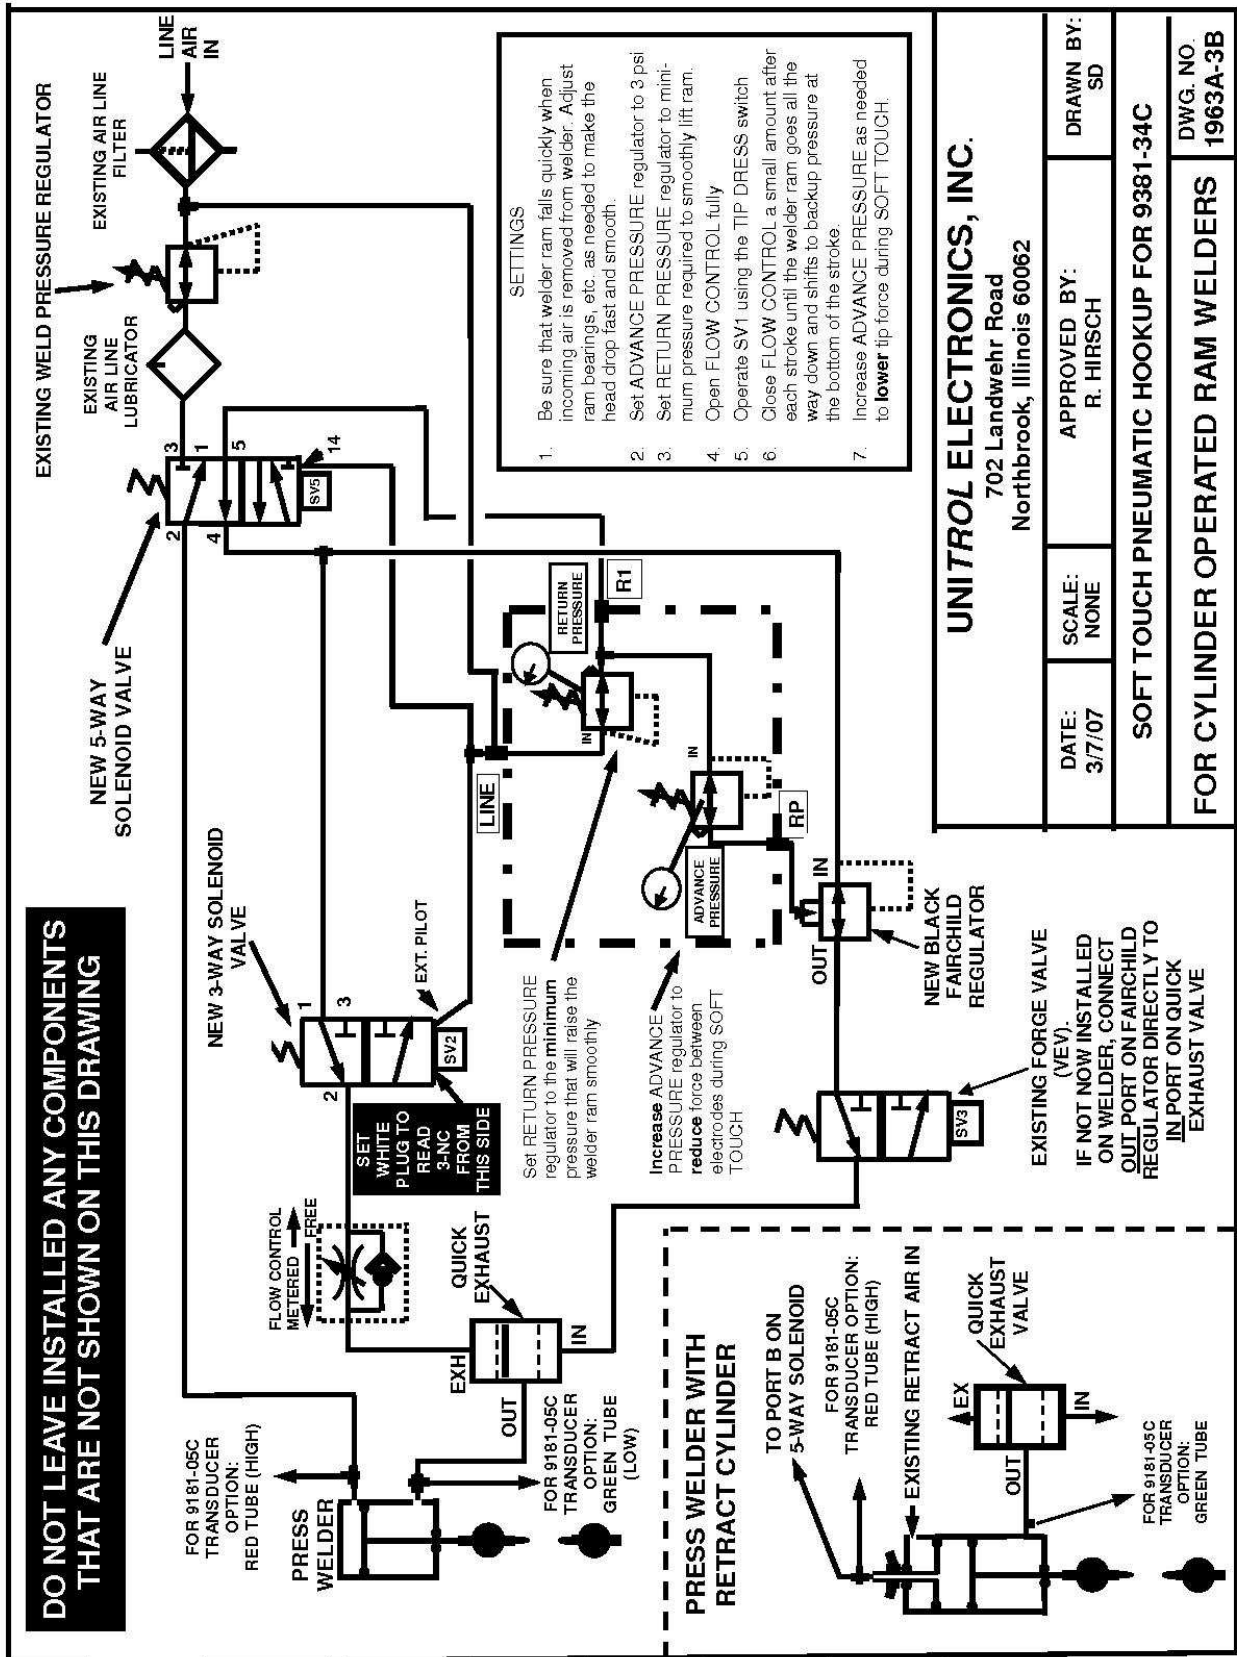 DO NOT LEAVE INSTALLED ANY COMPONENTS
THAT ARE NOT SHOWN ON THIS DRAWING
EXISTING WELD PRESSURE REGULATOR
LINE
AIR
IN
EXISTING AIR LINE
FILTER
EXISTING
AIR LINE
LUBRICATOR
NEW 5-WAY
SOLENOID VALVE
2
4
3
1
5
14
SV5
NEW 3-WAY SOLENOID
VALVE
1
3
2
EXT. PILOT
SV2
SET
WHITE
PLUG TO
READ
3-NC
FROM
THIS SIDE
FLOW CONTROL
METERED
FREE
QUICK
EXHAUST
EXH
IN
OUT
FOR 9181-05C
TRANSDUCER
OPTION:
RED TUBE (HIGH)
PRESS
WELDER
FOR 9181-05C
TRANSDUCER
OPTION:
GREEN TUBE
(LOW)
LINE
RETURN
PRESSURE
R1
IN
IN
ADVANCE
PRESSURE
RP
Set RETURN PRESSURE
regulator to the minimum
pressure that will raise the
welder ram smoothly
Increase ADVANCE
PRESSURE regulator to
reduce force between
electrodes during SOFT
TOUCH
IN
OUT
NEW BLACK
FAIRCHILD
REGULATOR
SV3
EXISTING FORGE VALVE
(VEV).
IF NOT NOW INSTALLED
ON WELDER, CONNECT
OUT PORT ON FAIRCHILD
REGULATOR DIRECTLY TO
IN PORT ON QUICK
EXHAUST VALVE
PRESS WELDER WITH
RETRACT CYLINDER
TO PORT B ON
5-WAY SOLENOID
FOR 9181-05C
TRANSDUCER OPTION:
RED TUBE (HIGH)
EXISTING RETRACT AIR IN
QUICK
EXHAUST
VALVE
EX
IN
OUT
FOR 9181-05C
TRANSDUCER
OPTION:
GREEN TUBE
SETTINGS
1. Be sure that welder ram falls quickly when
incoming air is removed from welder. Adjust
ram bearings, etc. as needed to make the
head drop fast and smooth.
2. Set ADVANCE PRESSURE regulator to 3 psi
3. Set RETURN PRESSURE regulator to mini-
mum pressure required to smoothly lift ram.
4. Open FLOW CONTROL fully
5. Operate SV1 using the TIP DRESS switch
6. Close FLOW CONTROL a small amount after
each stroke until the welder ram goes all the
way down and shifts to backup pressure at
the bottom of the stroke.
7. Increase ADVANCE PRESSURE as needed
to lower tip force during SOFT TOUCH.
UNITROL ELECTRONICS, INC.
702 Landwehr Road
Northbrook, Illinois 60062
DATE:
3/7/07
SCALE:
NONE
APPROVED BY:
R. HIRSCH
DRAWN BY:
SD
SOFT TOUCH PNEUMATIC HOOKUP FOR 9381-34C
FOR CYLINDER OPERATED RAM WELDERS
DWG. NO.
1963A-3B